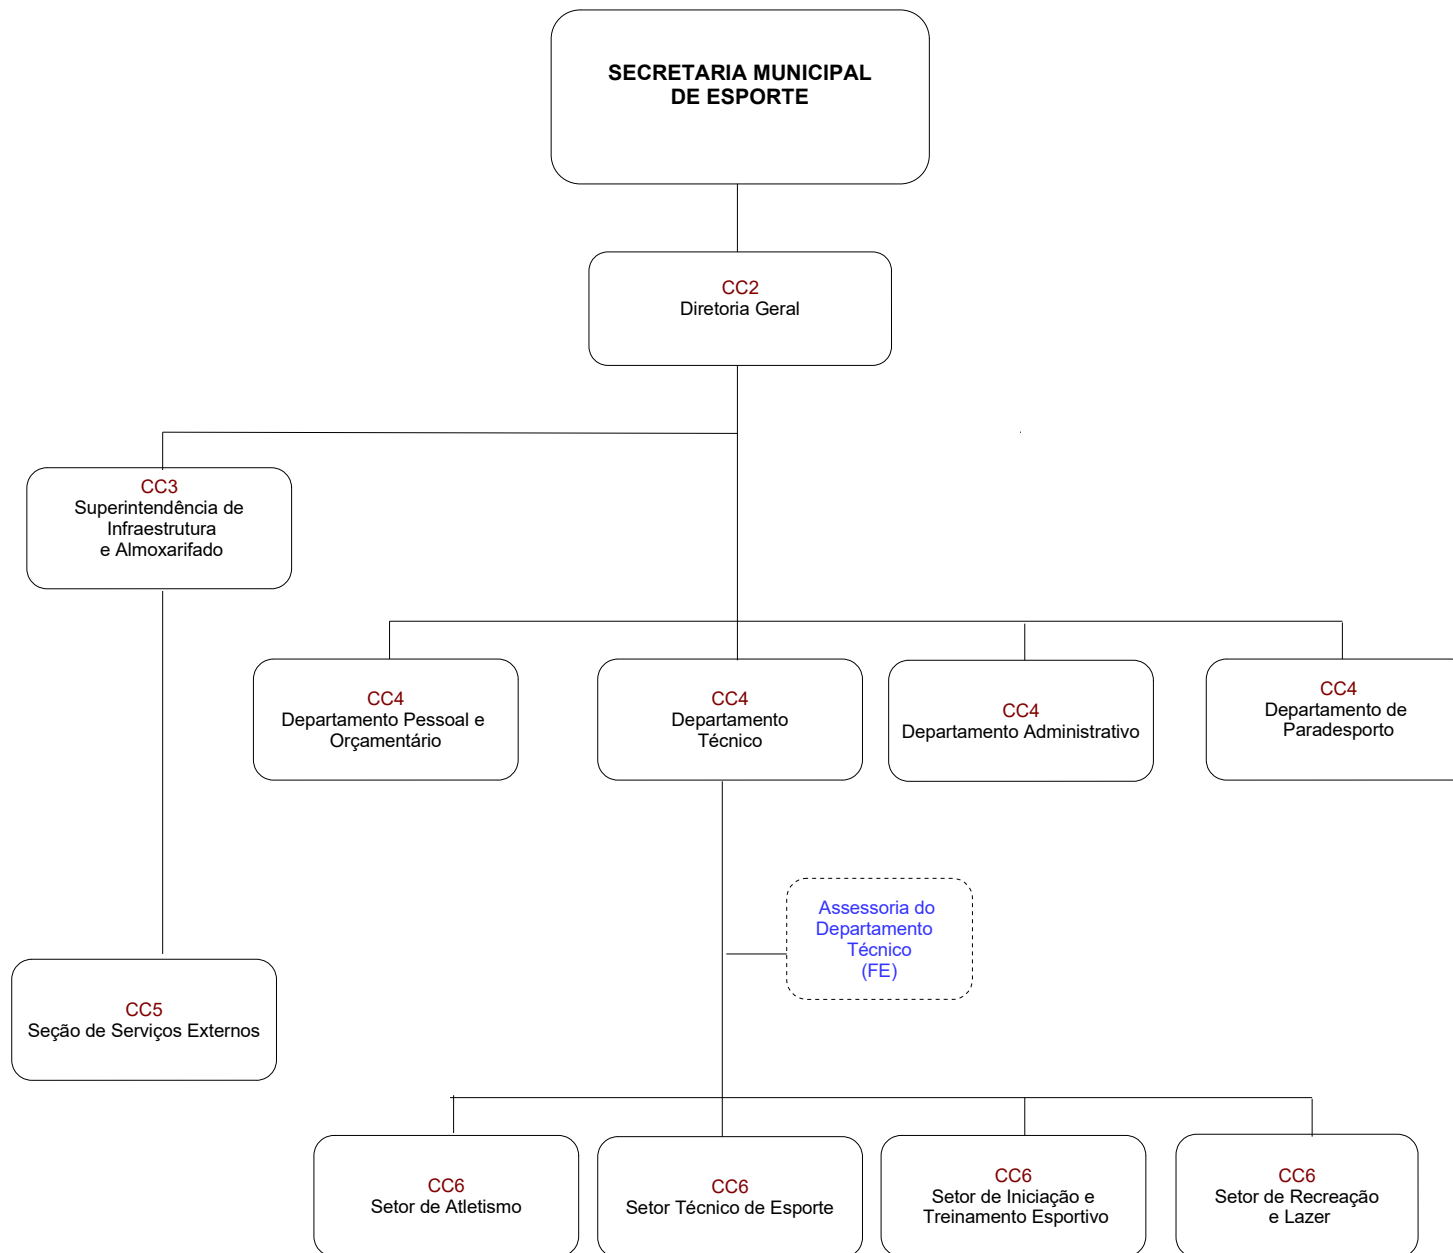 SECRETARIA MUNICIPAL
DE ESPORTE
CC2
Diretoria Geral
CC3
Superintendência de
Infraestrutura
e Almoxarifado
CC4
Departamento Pessoal e
Orçamentário
CC4
Departamento
Técnico
CC4
Departamento Administrativo
CC4
Departamento de
Paradesporto
Assessoria do
Departamento
Técnico
(FE)
CC5
Seção de Serviços Externos
CC6
Setor de Atletismo
CC6
Setor Técnico de Esporte
CC6
Setor de Iniciação e
Treinamento Esportivo
CC6
Setor de Recreação
e Lazer